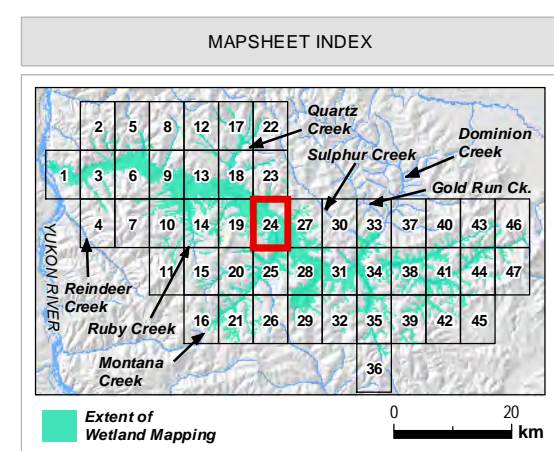 MAPSHEET INDEX
Quartz
Creek
Dominion
Creek
Sulphur Creek
Gold Run Ck.
2 5 8 12 17 22
1 3 6 9 13 18 23
4 7 10 14 19 24 27 30 33 37 40 43 46
11 15 20 25 28 31 34 38 41 44 47
16 21 26 29 32 35 39 42 45
36
YUKON RIVER
Reindeer
Creek
Ruby Creek
Montana
Creek
Extent of
Wetland Mapping
0 20
km